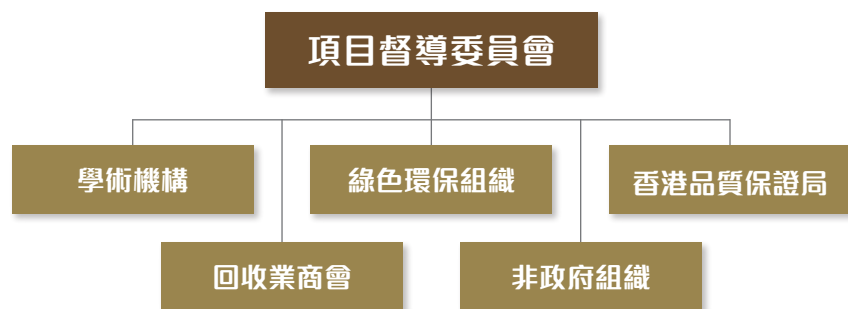 項目督導委員會
學術機構
綠色環保組織
香港品質保證局
回收業商會
非政府組織